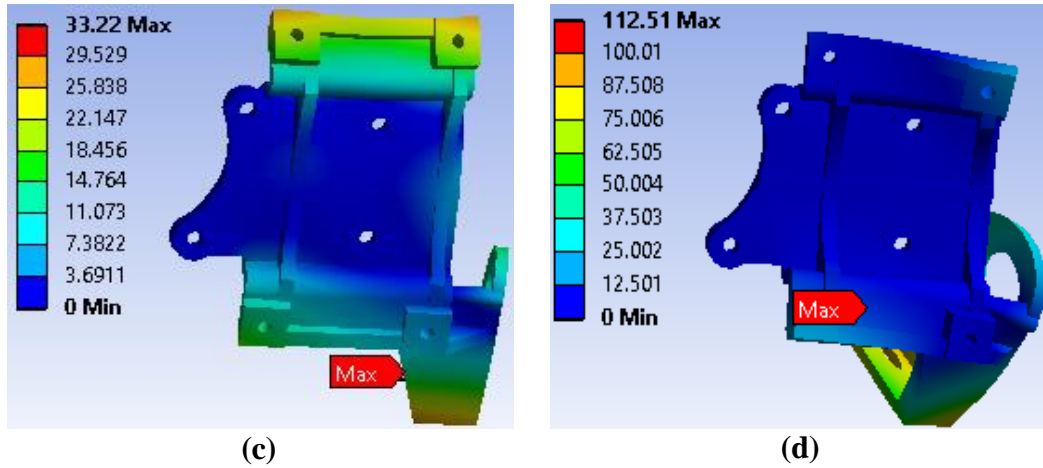 33.22 Max
29.529
25.838
22.147
18.456
14.764
11.073
7.3822
3.6911
0 Min
Max
(c)
112.51 Max
100.01
87.508
75.006
62.505
50.004
37.503
25.002
12.501
0 Min
Max
(d)